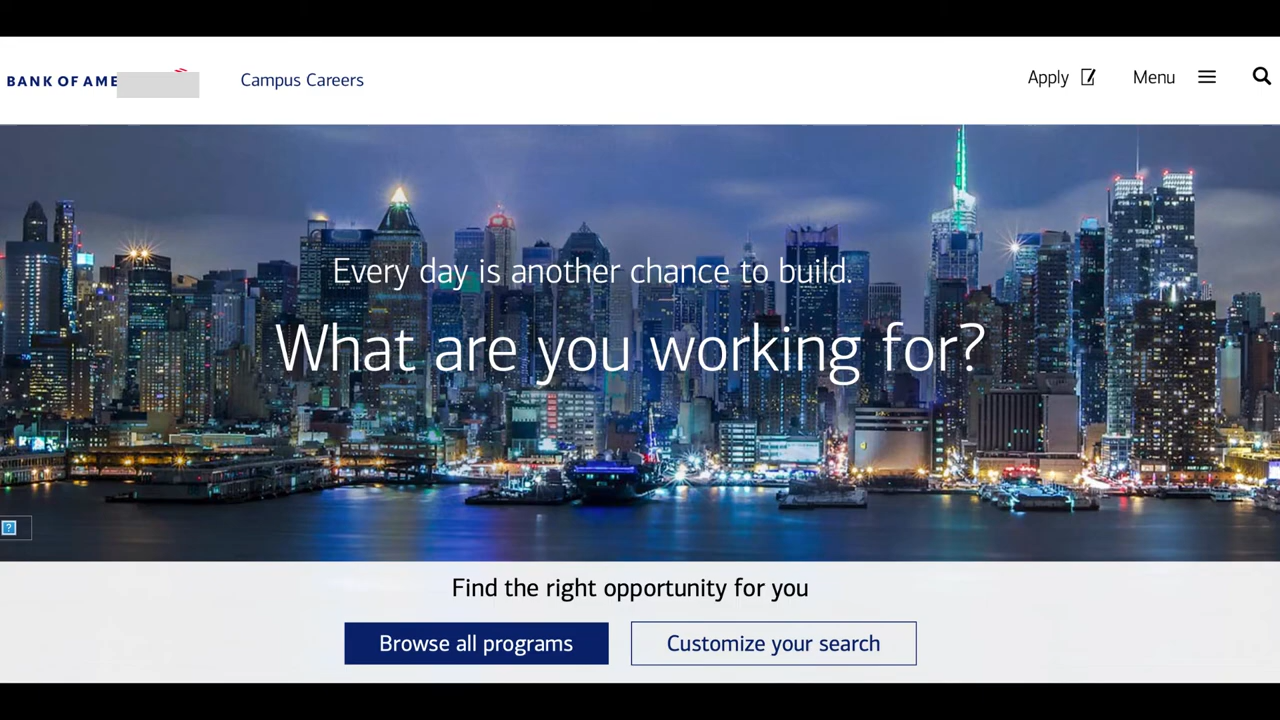 BANK OF AME
Campus Careers
Apply
Menu
Every day is another chance to build.
What are you working for?
?
Find the right opportunity for you
Browse all programs
Customize your search